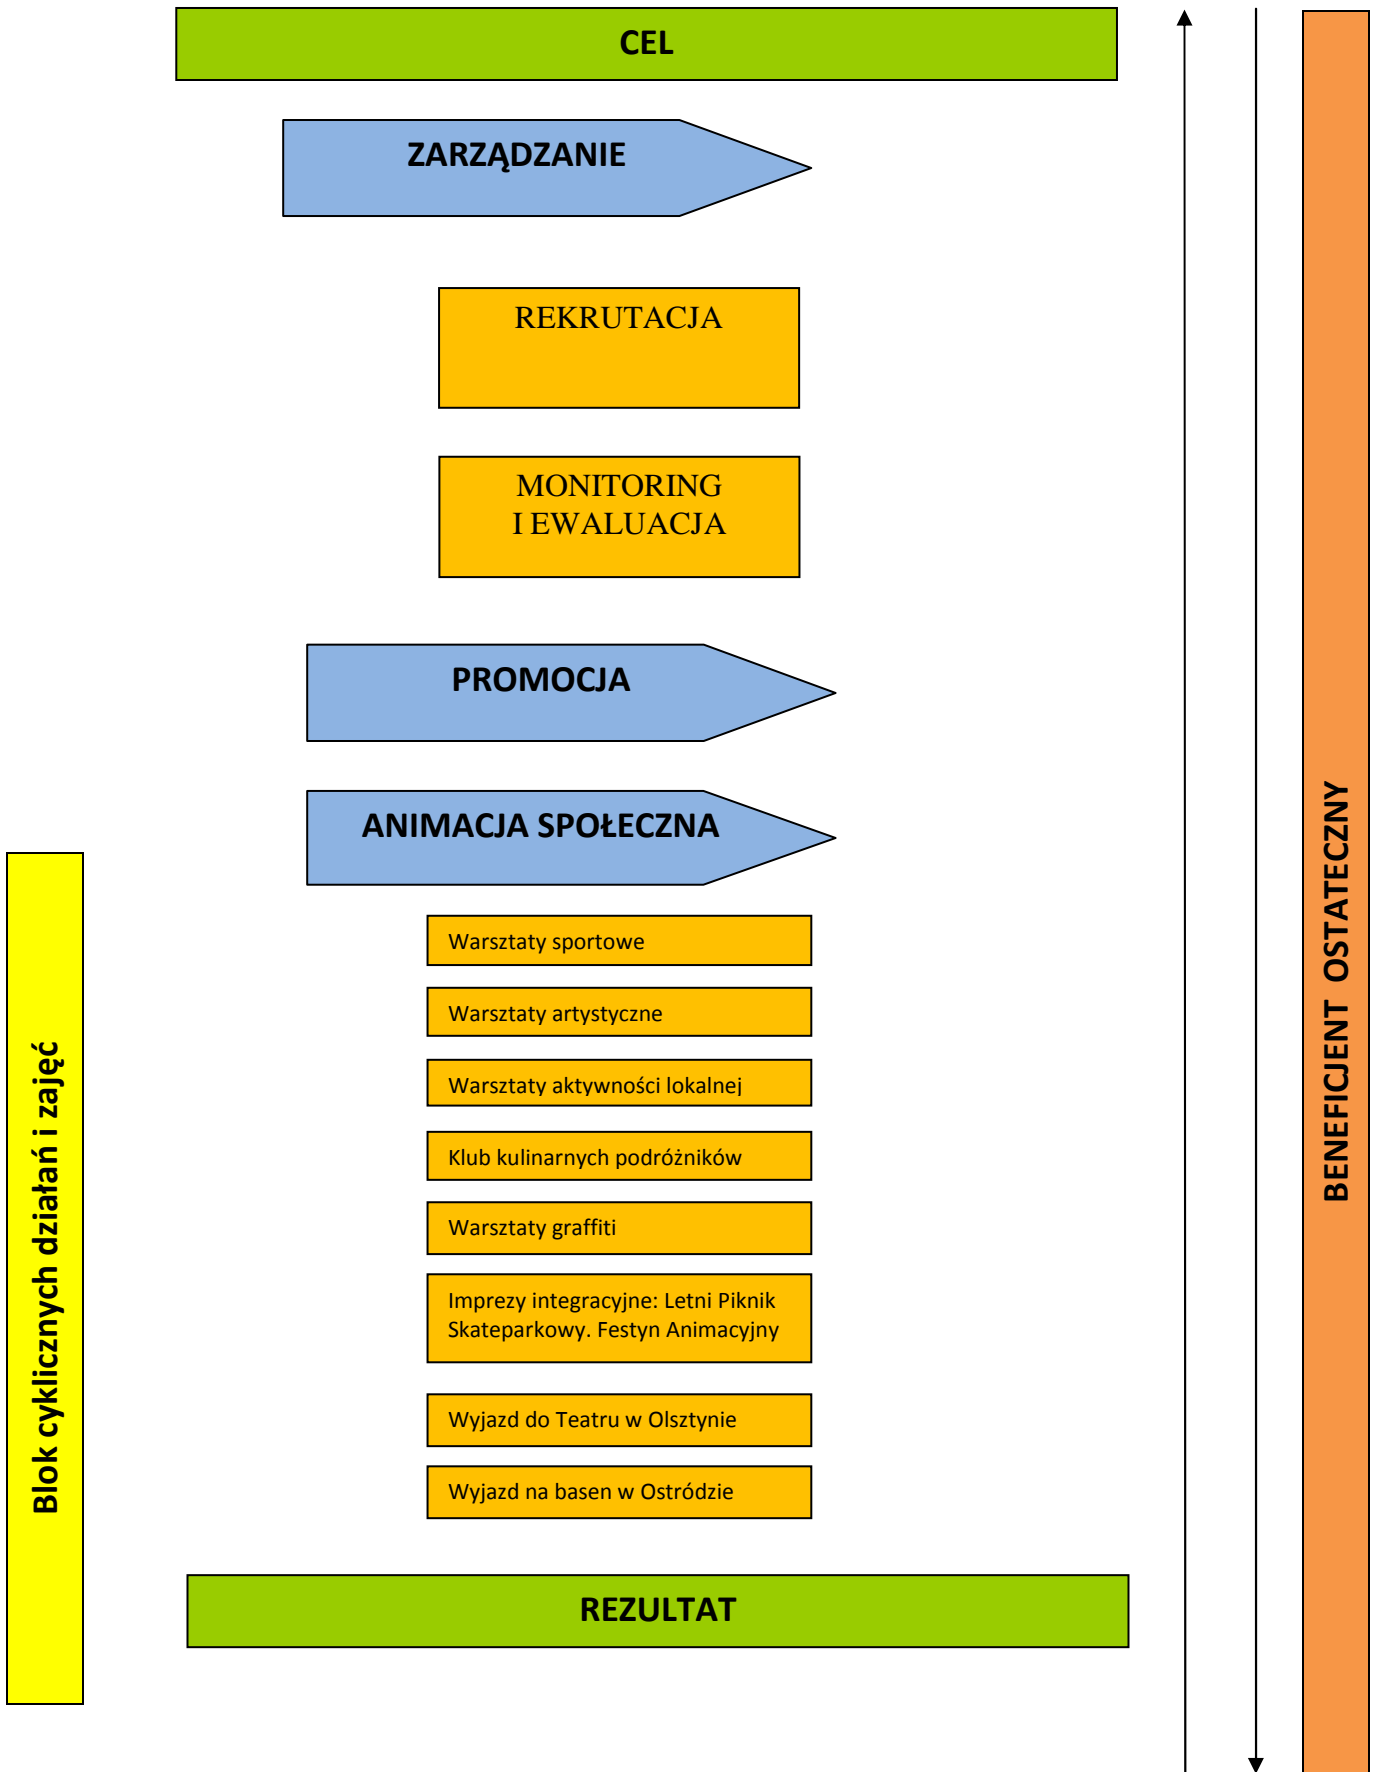 CEL
ZARZĄDZANIE
REKRUTACJA
MONITORING
I EWALUACJA
PROMOCJA
ANIMACJA SPOŁECZNA
Warsztaty sportowe
Warsztaty artystyczne
Warsztaty aktywności lokalnej
Klub kulinarnych podróżników
Warsztaty graffiti
Imprezy integracyjne: Letni Piknik
Skateparkowy. Festyn Animacyjny
Wyjazd do Teatru w Olsztynie
Wyjazd na basen w Ostródzie
REZULTAT
Blok cyklicznych działań i zajęć
BENEFICJENT OSTATECZNY